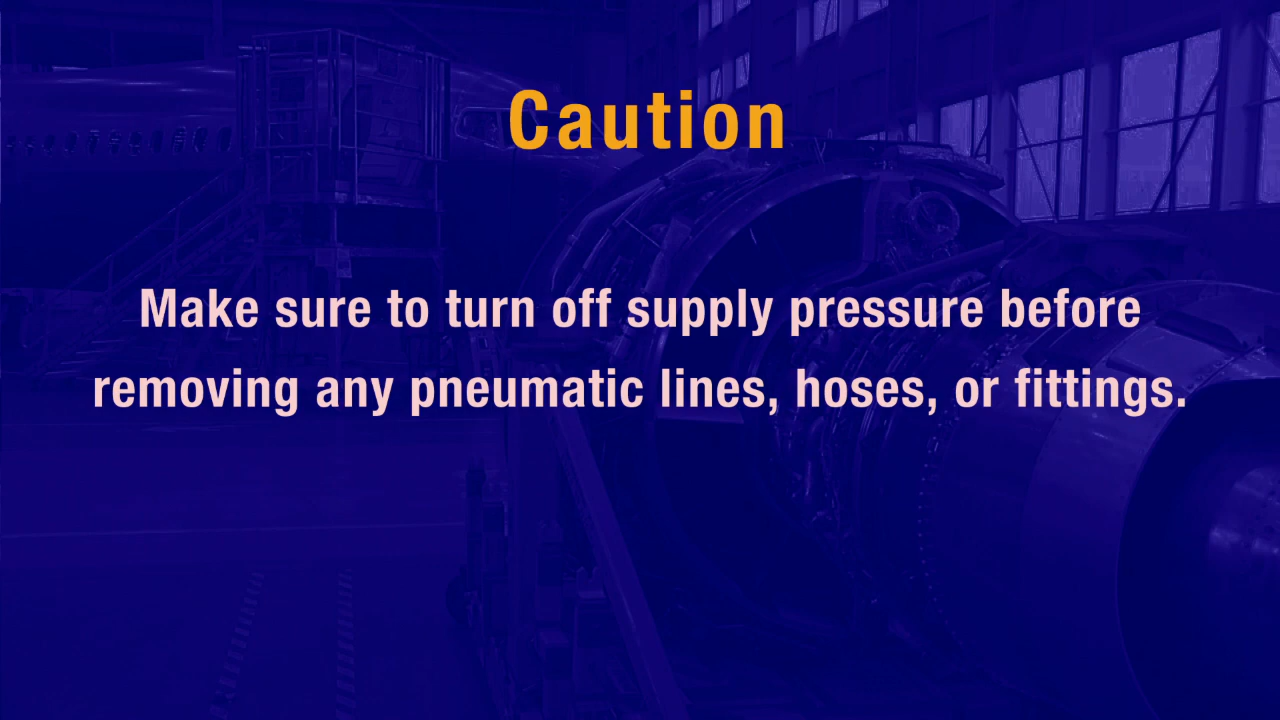 Caution
Make sure to turn off supply pressure before
removing any pneumatic lines, hoses, or fittings.